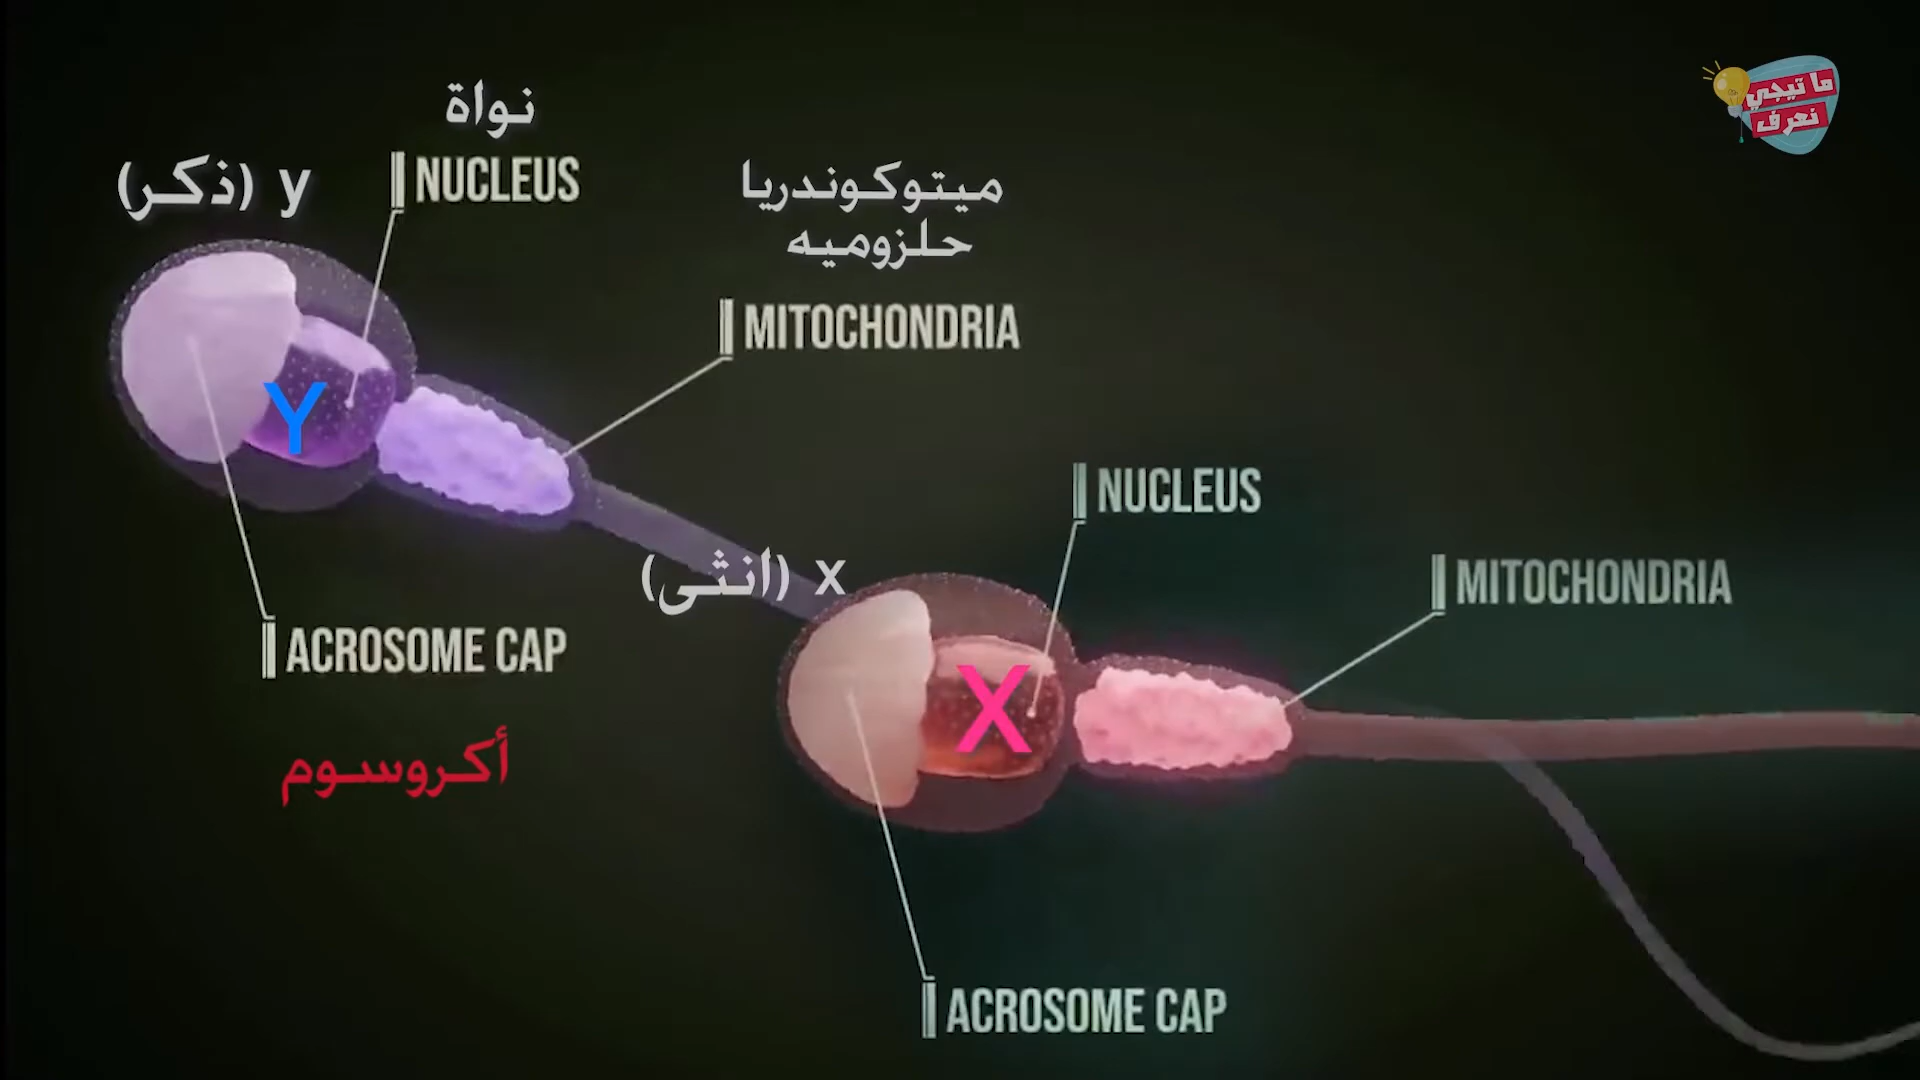 ما تيجي
نعرف
نواة
NUCLEUS
y (ذكر)
ميتوكوندريا
حلزوميه
MITOCHONDRIA
Y
NUCLEUS
x (انثى)
MITOCHONDRIA
ACROSOME CAP
X
أكروسوم
ACROSOME CAP